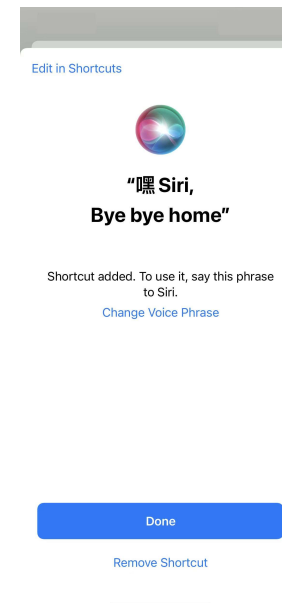 Edit in Shortcuts
“嘿 Siri,
Bye bye home”
Shortcut added. To use it, say this phrase
to Siri.
Change Voice Phrase
Done
Remove Shortcut